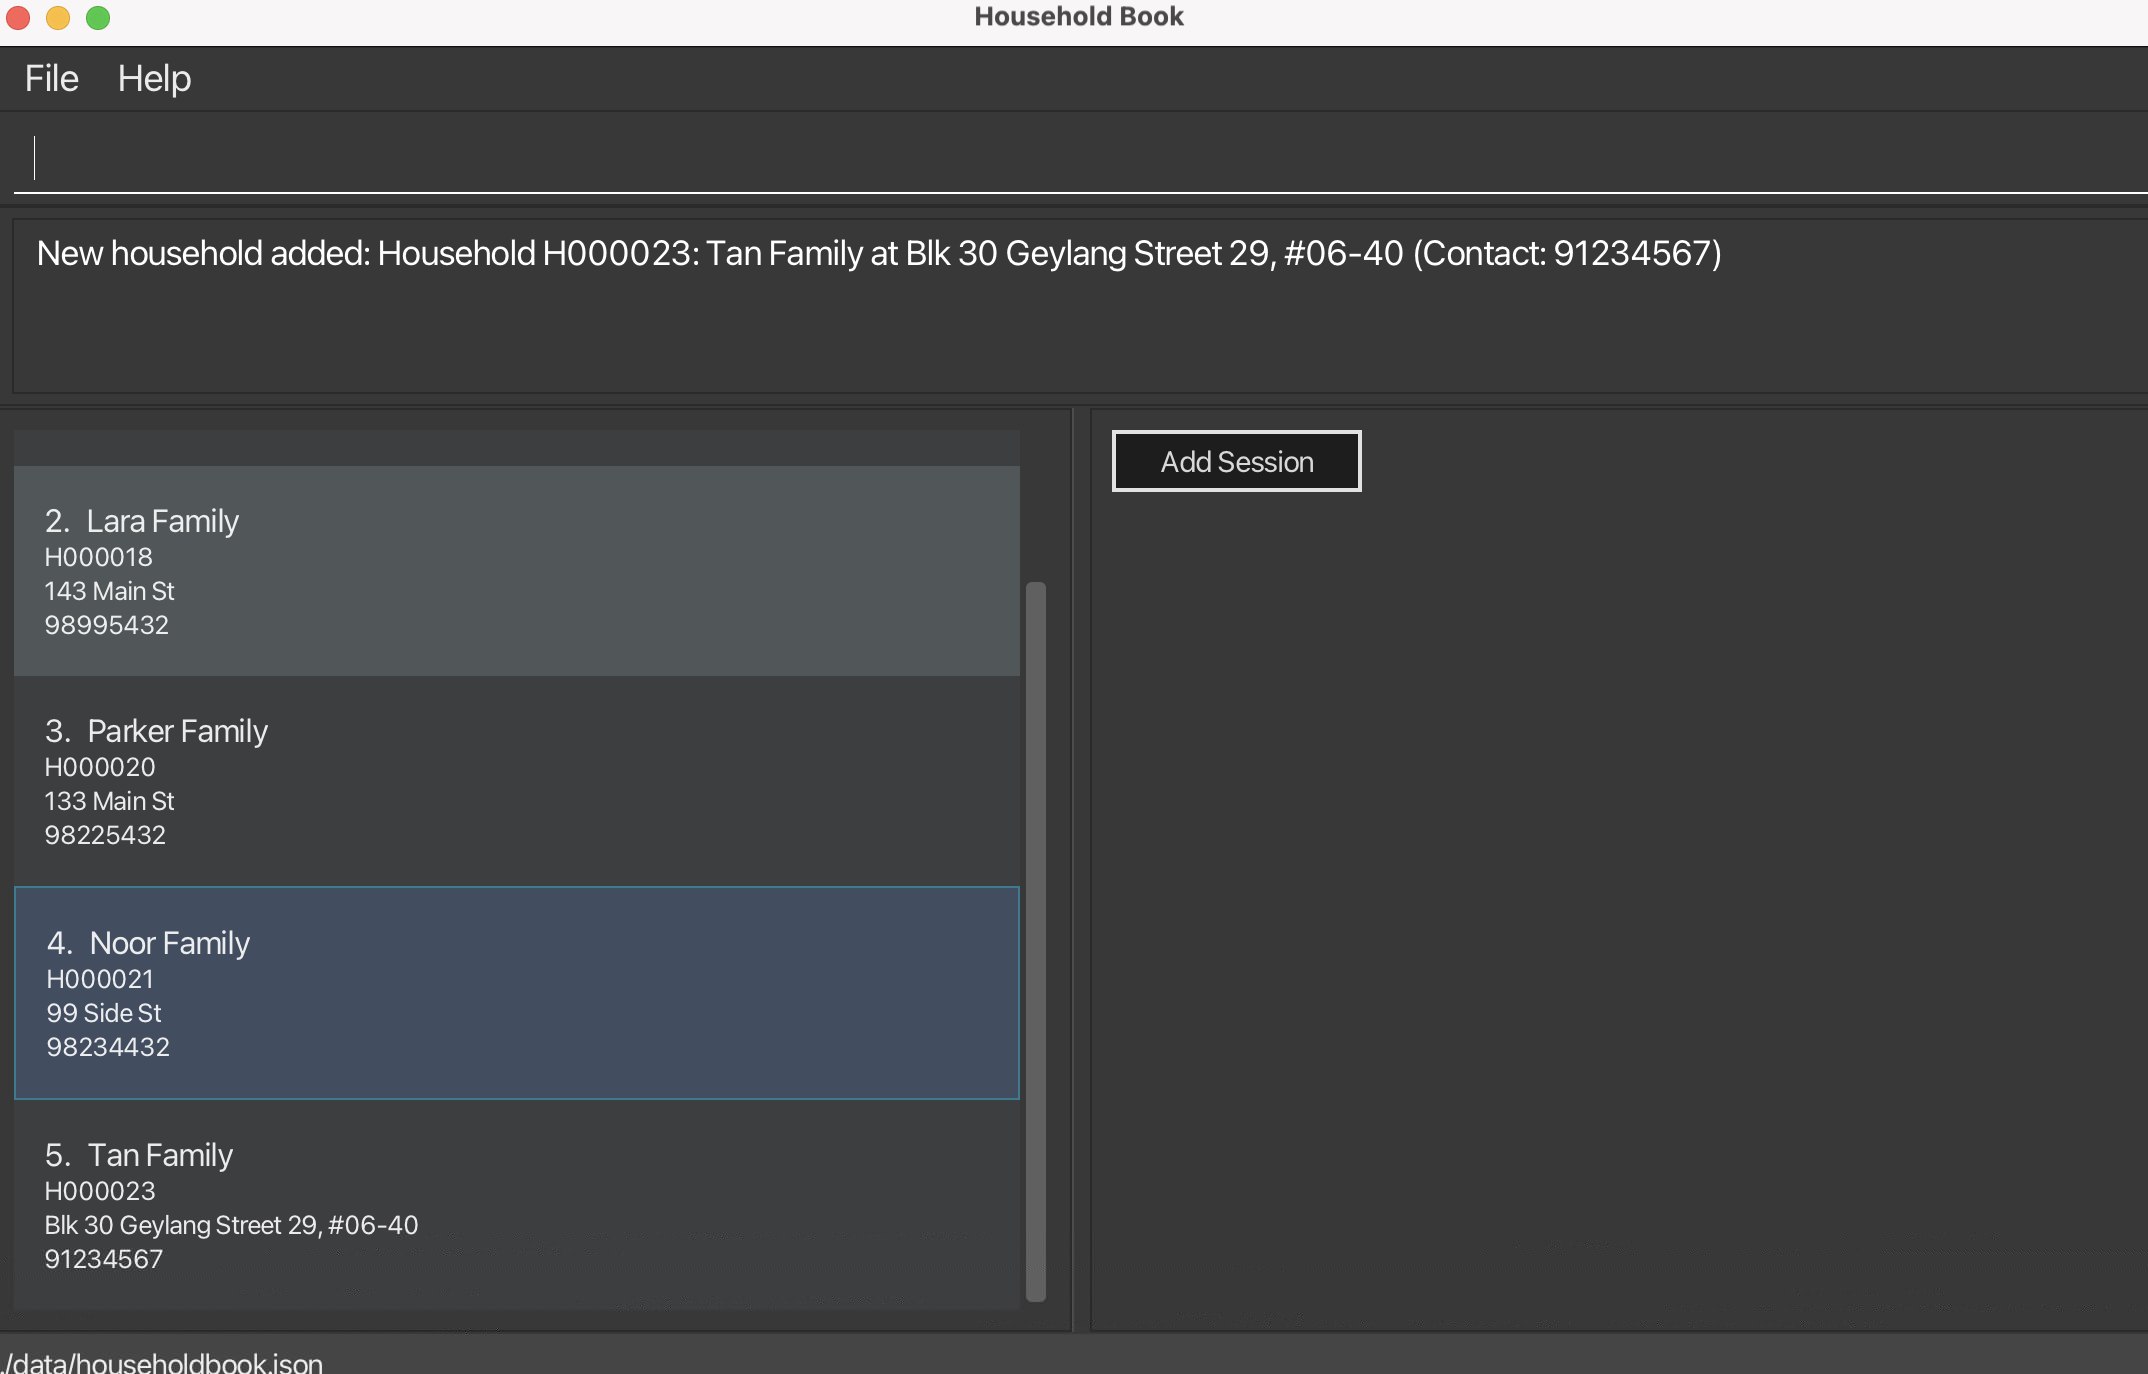 Household Book
File Help
New household added: Household H000023: Tan Family at Blk 30 Geylang Street 29, #06-40 (Contact: 91234567)
Add Session
2. Lara Family
H000018
143 Main St
98995432
3. Parker Family
H000020
133 Main St
98225432
4. Noor Family
H000021
99 Side St
98234432
5. Tan Family
H000023
Blk 30 Geylang Street 29, #06-40
91234567
./data/householdbook.json